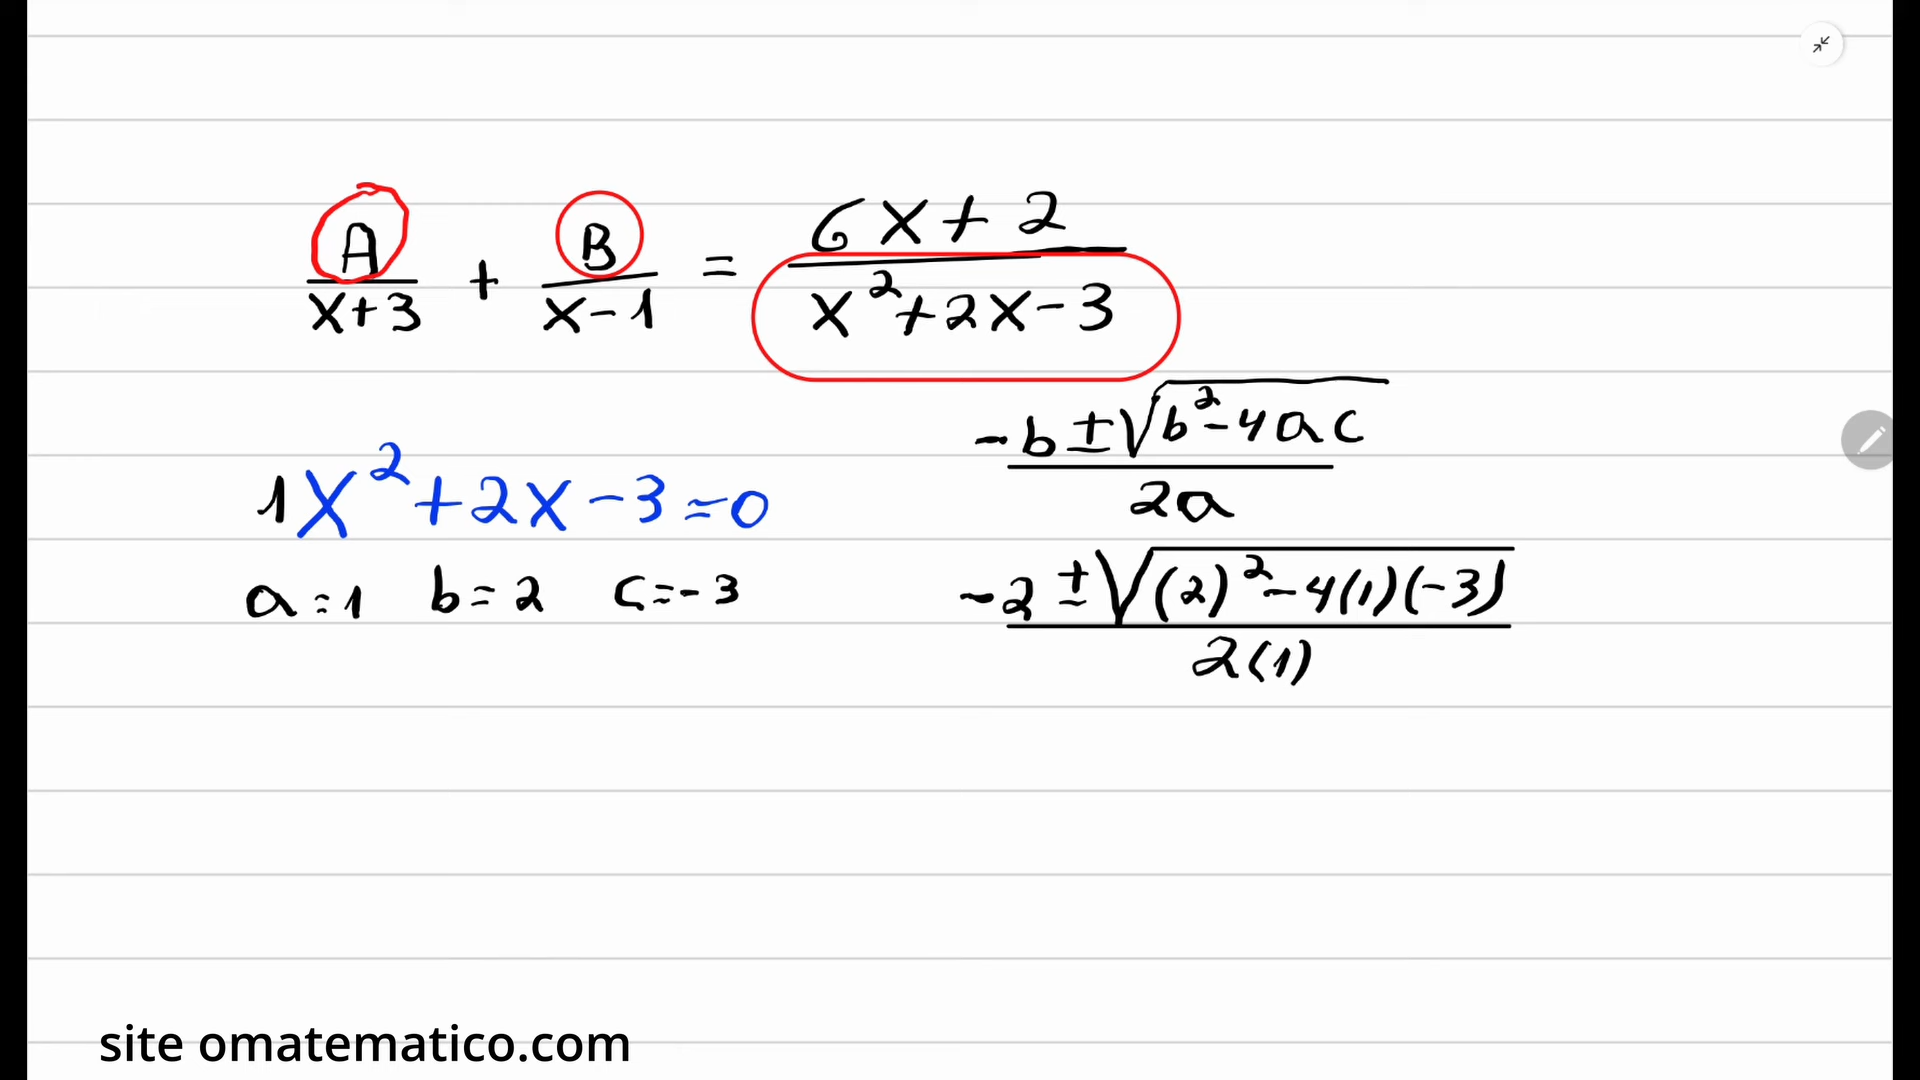 A/(x+3) + B/(x-1) = (6x+2)/(x²+2x-3)
(-b±√(b²-4ac))/(2a)
1x²+2x-3=0
a=1 b=2 c=-3
(-2±√((2)²-4(1)(-3)))/(2(1))
site omatematico.com